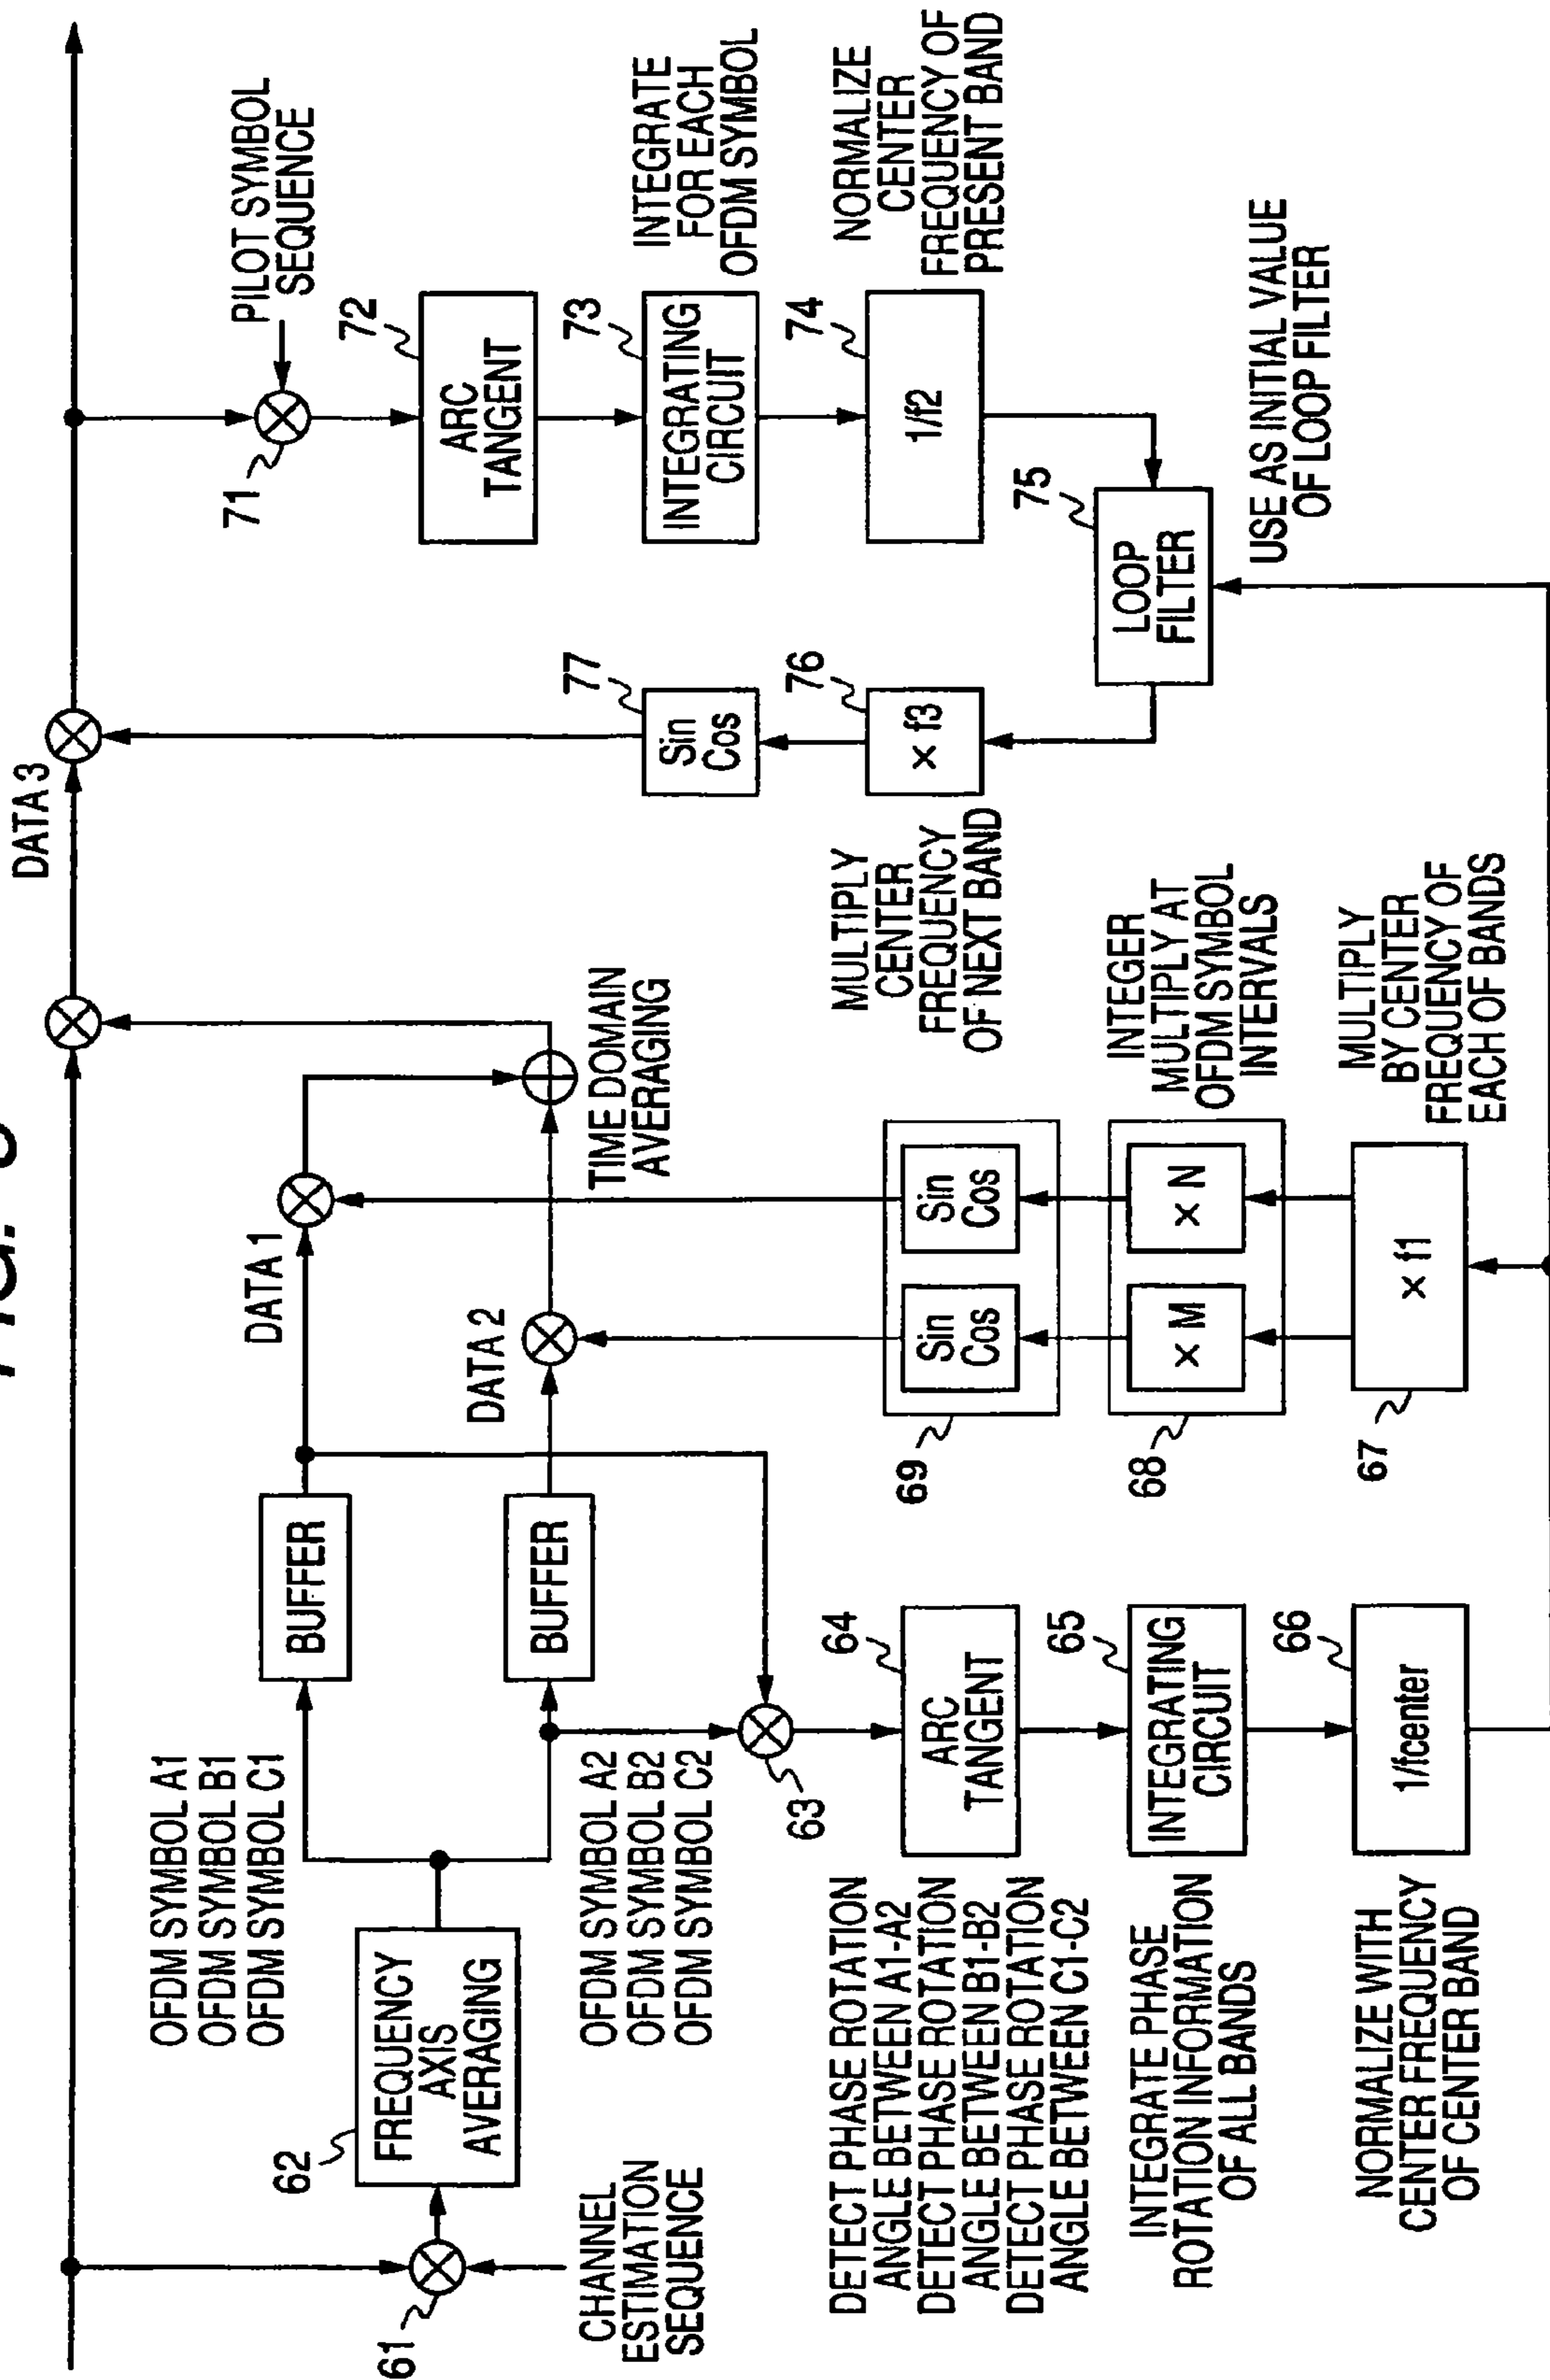 FIG. 6
DATA 3
PILOT SYMBOL
SEQUENCE
71
72
ARC
TANGENT
73
INTEGRATING
CIRCUIT
INTEGRATE
FOR EACH
OFDM SYMBOL
74
1/f2
NORMALIZE
CENTER
FREQUENCY OF
PRESENT BAND
75
LOOP
FILTER
USE AS INITIAL VALUE
OF LOOP FILTER
76
× f3
MULTIPLY
CENTER
FREQUENCY
OF NEXT BAND
77
Sin
Cos
OFDM SYMBOL A1
OFDM SYMBOL B1
OFDM SYMBOL C1
BUFFER
DATA 1
BUFFER
DATA 2
TIME DOMAIN
AVERAGING
OFDM SYMBOL A2
OFDM SYMBOL B2
OFDM SYMBOL C2
61
CHANNEL
ESTIMATION
SEQUENCE
62
FREQUENCY
AXIS
AVERAGING
63
64
ARC
TANGENT
DETECT PHASE ROTATION
ANGLE BETWEEN A1-A2
DETECT PHASE ROTATION
ANGLE BETWEEN B1-B2
DETECT PHASE ROTATION
ANGLE BETWEEN C1-C2
65
INTEGRATING
CIRCUIT
INTEGRATE PHASE
ROTATION INFORMATION
OF ALL BANDS
66
1/fcenter
NORMALIZE WITH
CENTER FREQUENCY
OF CENTER BAND
69
Sin
Cos
Sin
Cos
68
× M
× N
INTEGER
MULTIPLY AT
OFDM SYMBOL
INTERVALS
67
× f1
MULTIPLY
BY CENTER
FREQUENCY OF
EACH OF BANDS